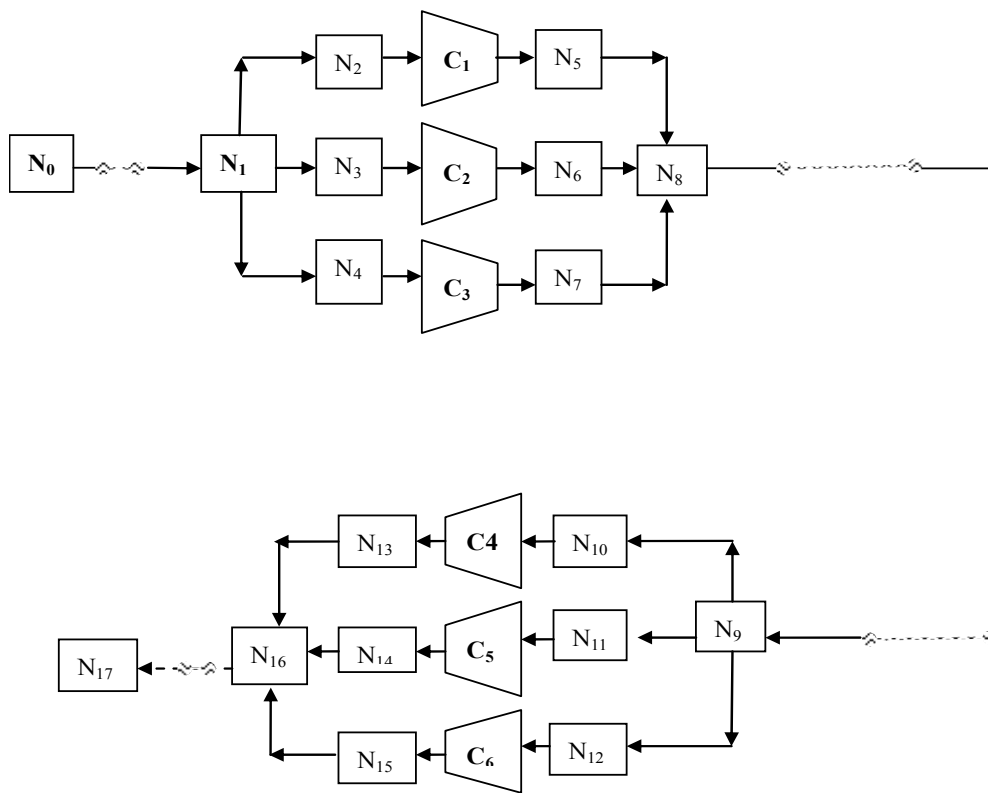 N₂ C₁ N₅
N₀ N₁ N₃ C₂ N₆ N₈
N₄ C₃ N₇
N₁₃ C4 N₁₀
N₁₇ N₁₆ N₁₄ C₅ N₁₁ N₉
N₁₅ C₆ N₁₂